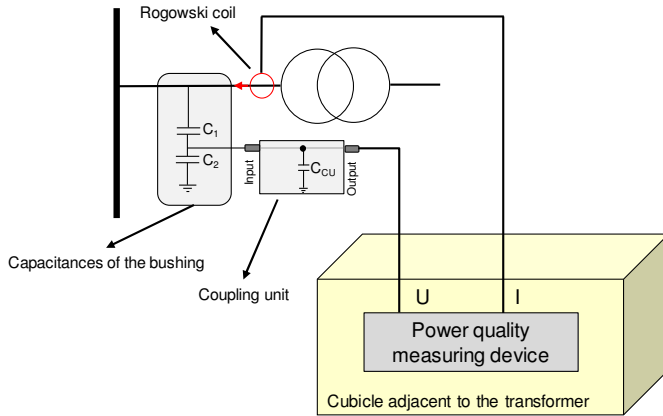 Rogowski coil
C1
C2
Input
CCU
Output
Capacitances of the bushing
Coupling unit
U
I
Power quality
measuring device
Cubicle adjacent to the transformer